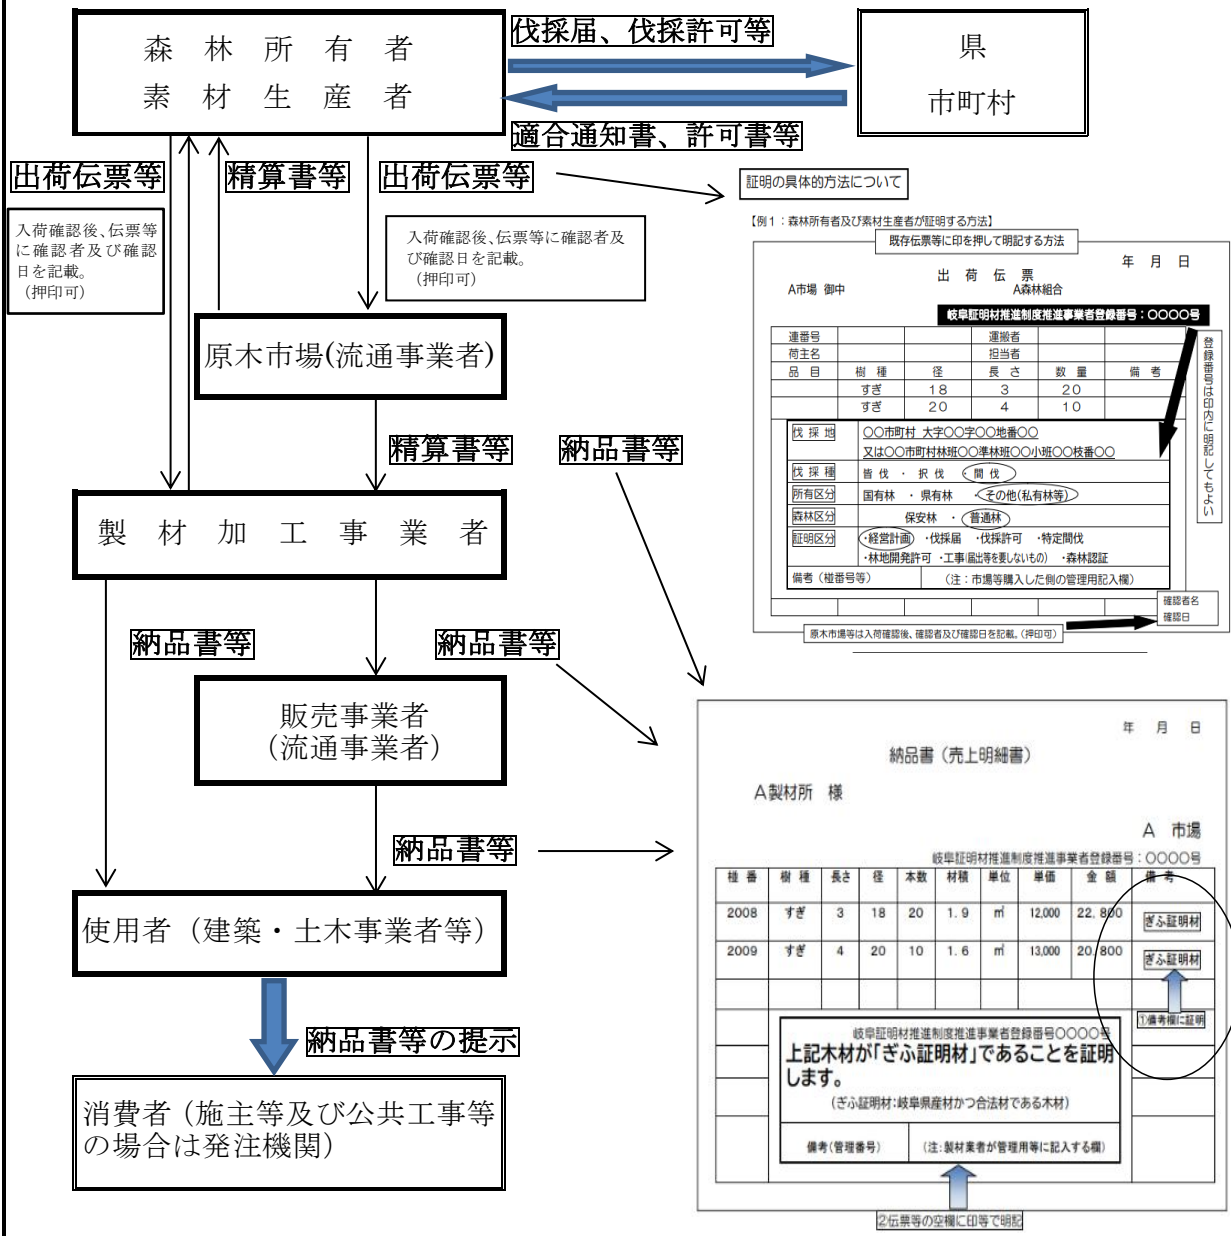 森林所有者
素材生産者
伐採届、伐採許可等
県
市町村
適合通知書、許可書等
出荷伝票等
精算書等
出荷伝票等
入荷確認後、伝票等
に確認者及び確認
日を記載。
（押印可）
入荷確認後、伝票等に確認者及
び確認日を記載。
（押印可）
原木市場(流通事業者)
精算書等
納品書等
製材加工事業者
納品書等
納品書等
販売事業者
（流通事業者）
納品書等
使用者（建築・土木事業者等）
納品書等の提示
消費者（施主等及び公共工事等
の場合は発注機関）
証明の具体的方法について
【例１：森林所有者及び素材生産者が証明する方法】
既存伝票等に印を押して明記する方法
年 月 日
出 荷 伝 票
A市場 御中
A森林組合
岐阜証明材推進制度推進事業者登録番号：〇〇〇〇号
連番号 運搬者
荷主名 担当者
品 目 樹 種 径 長 さ 数 量 備 考
すぎ １８ ３ ２０
すぎ ２０ ４ １０
登録番号は印内に明記してもよい
伐 採 地 〇〇市町村 大字〇〇字〇〇地番〇〇
又は〇〇市町村林班〇〇準林班〇〇小班〇〇枝番〇〇
伐 採 種 皆 伐 ・ 択 伐 ・ 間 伐
所有区分 国有林 ・ 県有林 ・ その他(私有林等)
森林区分 保安林 ・ 普通林
証明区分 ・経営計画 ・伐採届 ・伐採許可 ・特定間伐
・林地開発許可 ・工事(届出等を要しないもの) ・森林認証
備考（椪番号等） （注：市場等購入した側の管理用記入欄）
確認者名
確認日
原木市場等は入荷確認後、確認者及び確認日を記載。（押印可）
年 月 日
納品書（売上明細書）
A製材所 様
A 市場
岐阜証明材推進制度推進事業者登録番号：〇〇〇〇号
椪 番 樹 種 長さ 径 本数 材積 単位 単価 金 額 備 考
2008 すぎ 3 18 20 1.9 ㎥ 12,000 22,800 ぎふ証明材
2009 すぎ 4 20 10 1.6 ㎥ 13,000 20,800 ぎふ証明材
①備考欄に証明
岐阜証明材推進制度推進事業者登録番号〇〇〇〇号
上記木材が「ぎふ証明材」であることを証明
します。
（ぎふ証明材：岐阜県産材かつ合法材である木材）
備考（管理番号） （注：製材業者が管理用等に記入する欄）
②伝票等の空欄に印等で明記